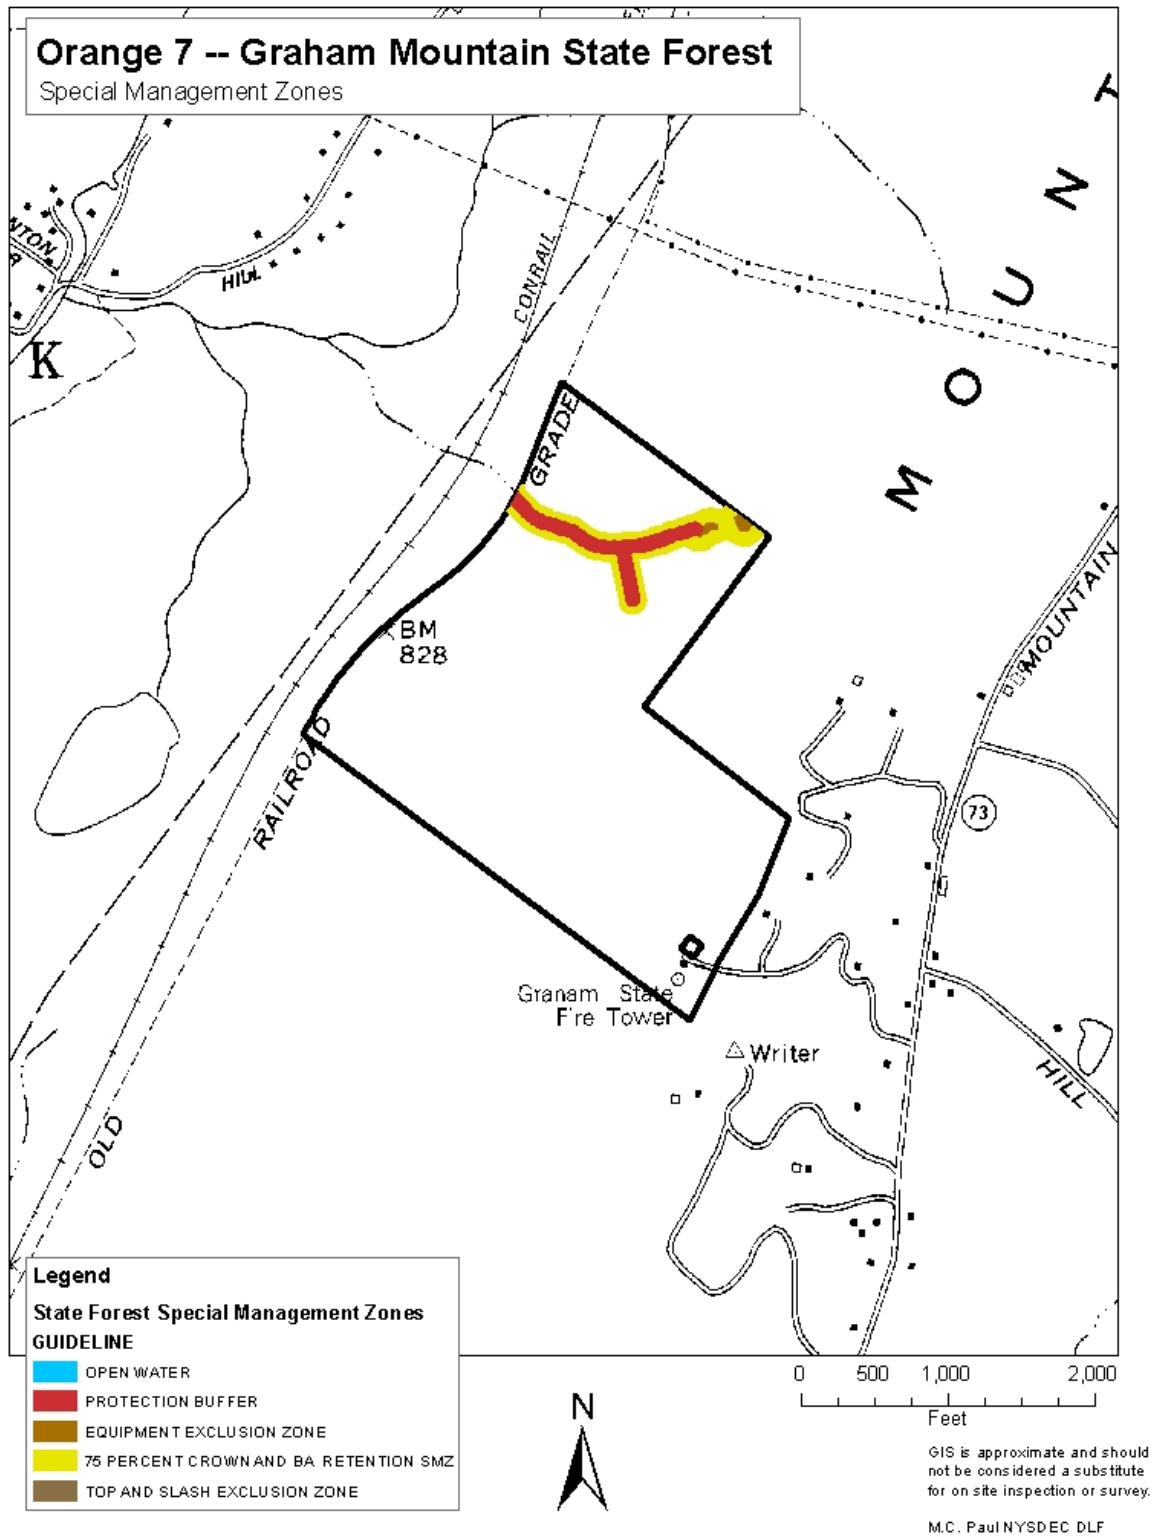 Orange 7 -- Graham Mountain State Forest
Special Management Zones
T
N
U
O
M
NTON
A
HILL
CONRAIL
K
GRADE
MOUNTAIN
BM
828
RAILROAD
73
Granam State
Fire Tower
Writer
HILL
OLD
Legend
State Forest Special Management Zones
GUIDELINE
OPEN WATER
PROTECTION BUFFER
EQUIPMENT EXCLUSION ZONE
75 PERCENT CROWN AND BA RETENTION SMZ
TOP AND SLASH EXCLUSION ZONE
N
0 500 1,000 2,000
Feet
GIS is approximate and should
not be considered a substitute
for on site inspection or survey.
M.C. Paul NYSDEC DLF